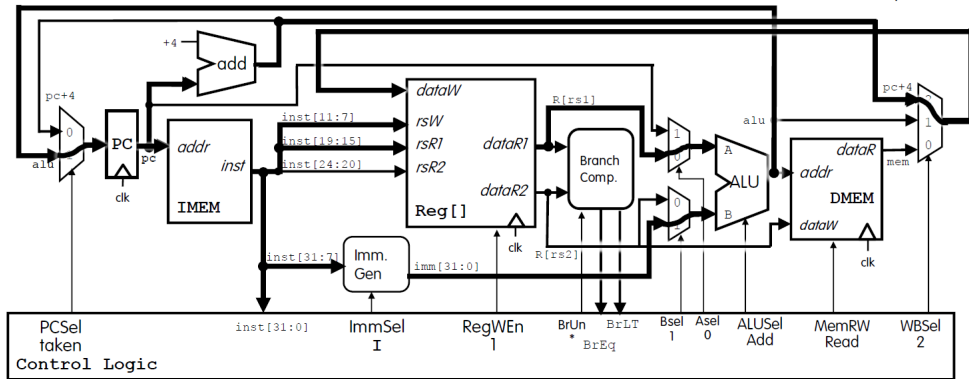 +4
add
pc+4
0
1
alu
PC
clk
pc
addr
inst
IMEM
inst[11:7]
inst[19:15]
inst[24:20]
dataW
rsW
rsR1
rsR2
dataR1
dataR2
Reg[]
clk
inst[31:7]
Imm.
Gen
imm[31:0]
Branch
Comp.
R[rs1]
R[rs2]
1
0
0
1
A
ALU
B
alu
addr
dataR
DMEM
dataW
clk
mem
pc+4
2
1
0
PCSel
taken
inst[31:0]
ImmSel
I
RegWEn
1
BrUn
*
BrEq
BrLT
Bsel
1
Asel
0
ALUSel
Add
MemRW
Read
WBSel
2
Control Logic